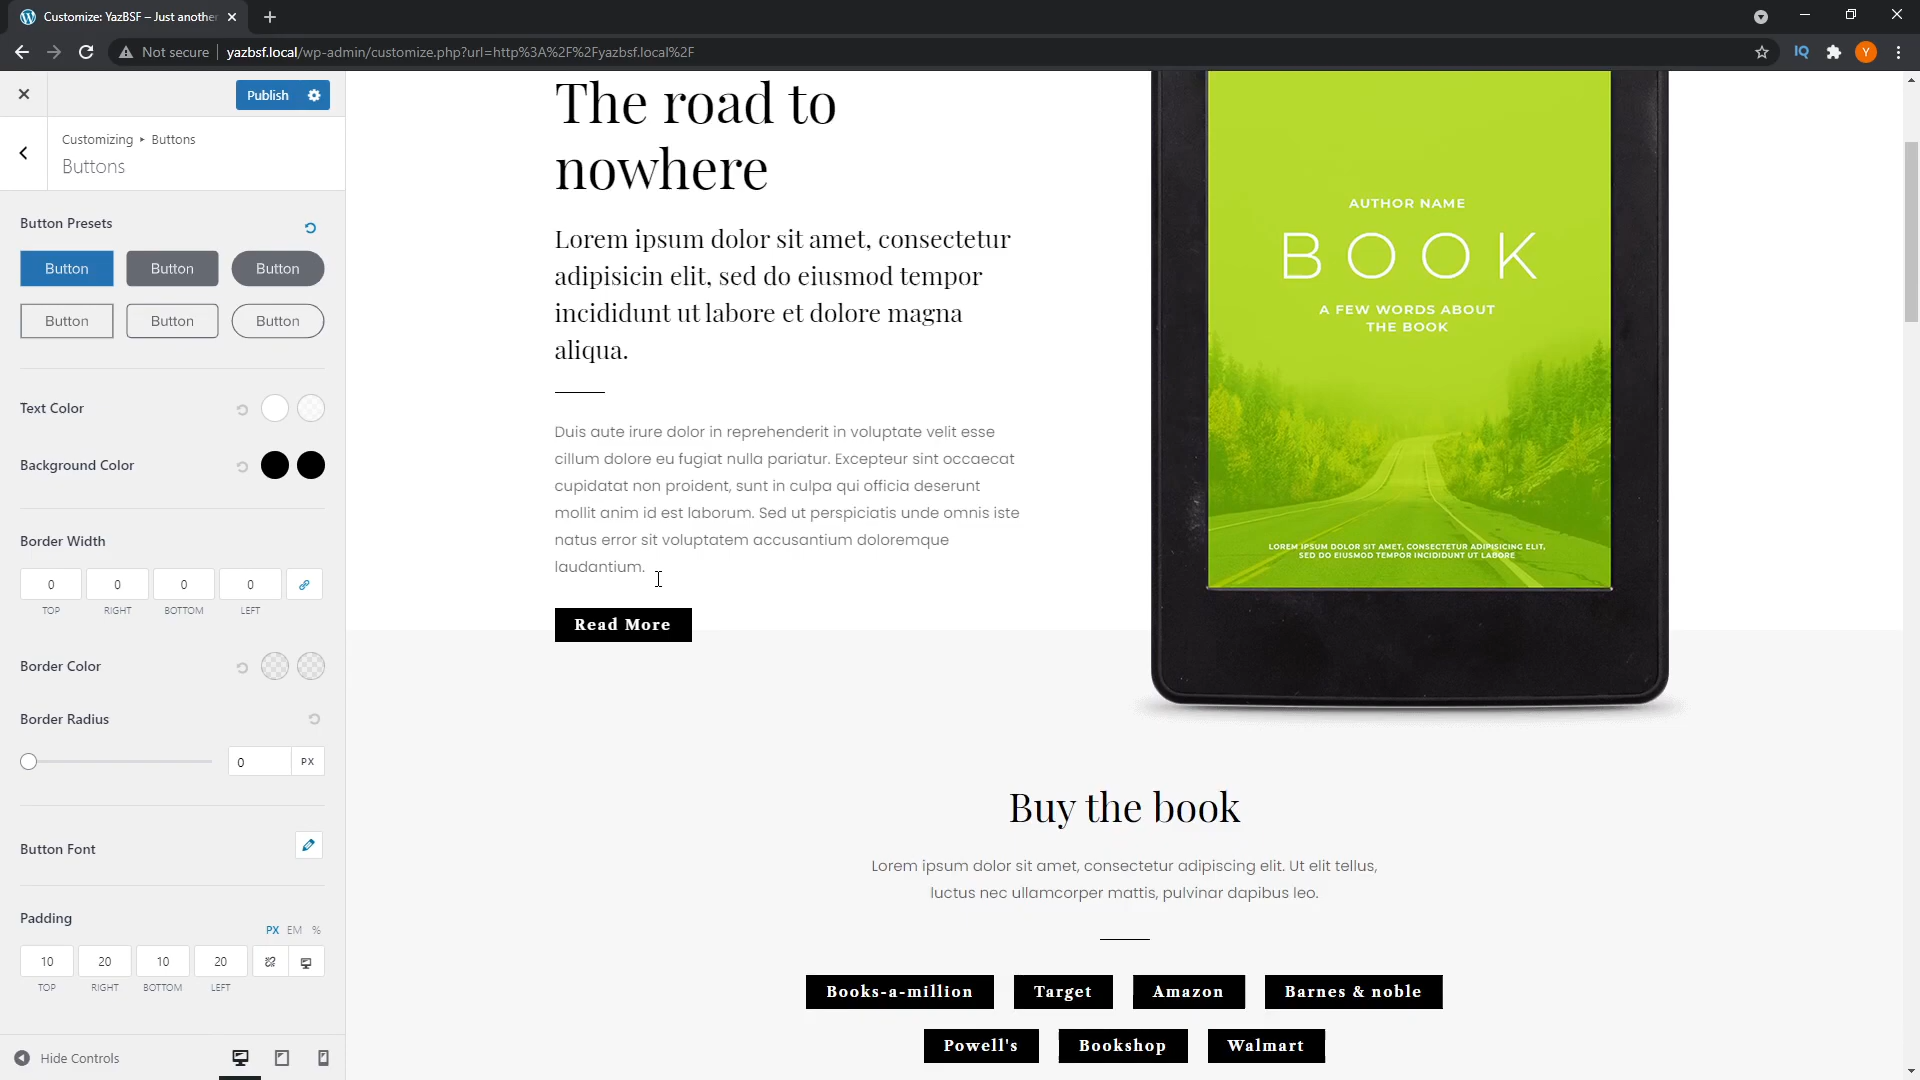 Customize: YazBSF – Just another
Not secure
yazbsf.local/wp-admin/customize.php?url=http%3A%2F%2Fyazbsf.local%2F
IQ
Y
Publish
Customizing ▸ Buttons
Buttons
Button Presets
Button Button Button
Button Button Button
Text Color
Background Color
Border Width
0 0 0 0
TOP RIGHT BOTTOM LEFT
Border Color
Border Radius
0 PX
Button Font
Padding
PX EM %
10 20 10 20
TOP RIGHT BOTTOM LEFT
Hide Controls
The road to
nowhere
Lorem ipsum dolor sit amet, consectetur
adipisicin elit, sed do eiusmod tempor
incididunt ut labore et dolore magna
aliqua.
Duis aute irure dolor in reprehenderit in voluptate velit esse
cillum dolore eu fugiat nulla pariatur. Excepteur sint occaecat
cupidatat non proident, sunt in culpa qui officia deserunt
mollit anim id est laborum. Sed ut perspiciatis unde omnis iste
natus error sit voluptatem accusantium doloremque
laudantium.
Read More
AUTHOR NAME
BOOK
A FEW WORDS ABOUT
THE BOOK
LOREM IPSUM DOLOR SIT AMET, CONSECTETUR ADIPISICING ELIT,
SED DO EIUSMOD TEMPOR INCIDIDUNT UT LABORE
Buy the book
Lorem ipsum dolor sit amet, consectetur adipiscing elit. Ut elit tellus,
luctus nec ullamcorper mattis, pulvinar dapibus leo.
Books-a-million Target Amazon Barnes & noble
Powell's Bookshop Walmart